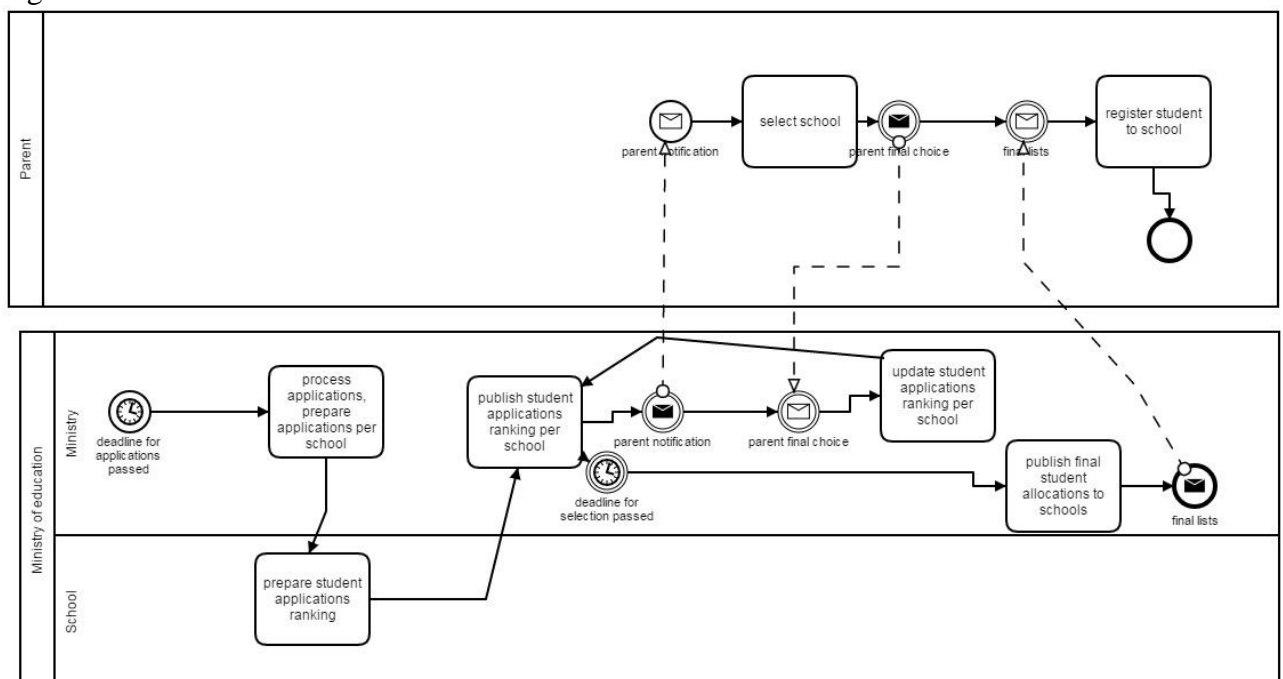 Parent
parent notification
select school
parent final choice
final lists
register student
to school
Ministry of education
Ministry
deadline for
applications
passed
process
applications,
prepare
applications per
school
publish student
applications
ranking per
school
parent notification
parent final choice
update student
applications
ranking per
school
deadline for
selection passed
publish final
student
allocations to
schools
final lists
School
prepare student
applications
ranking